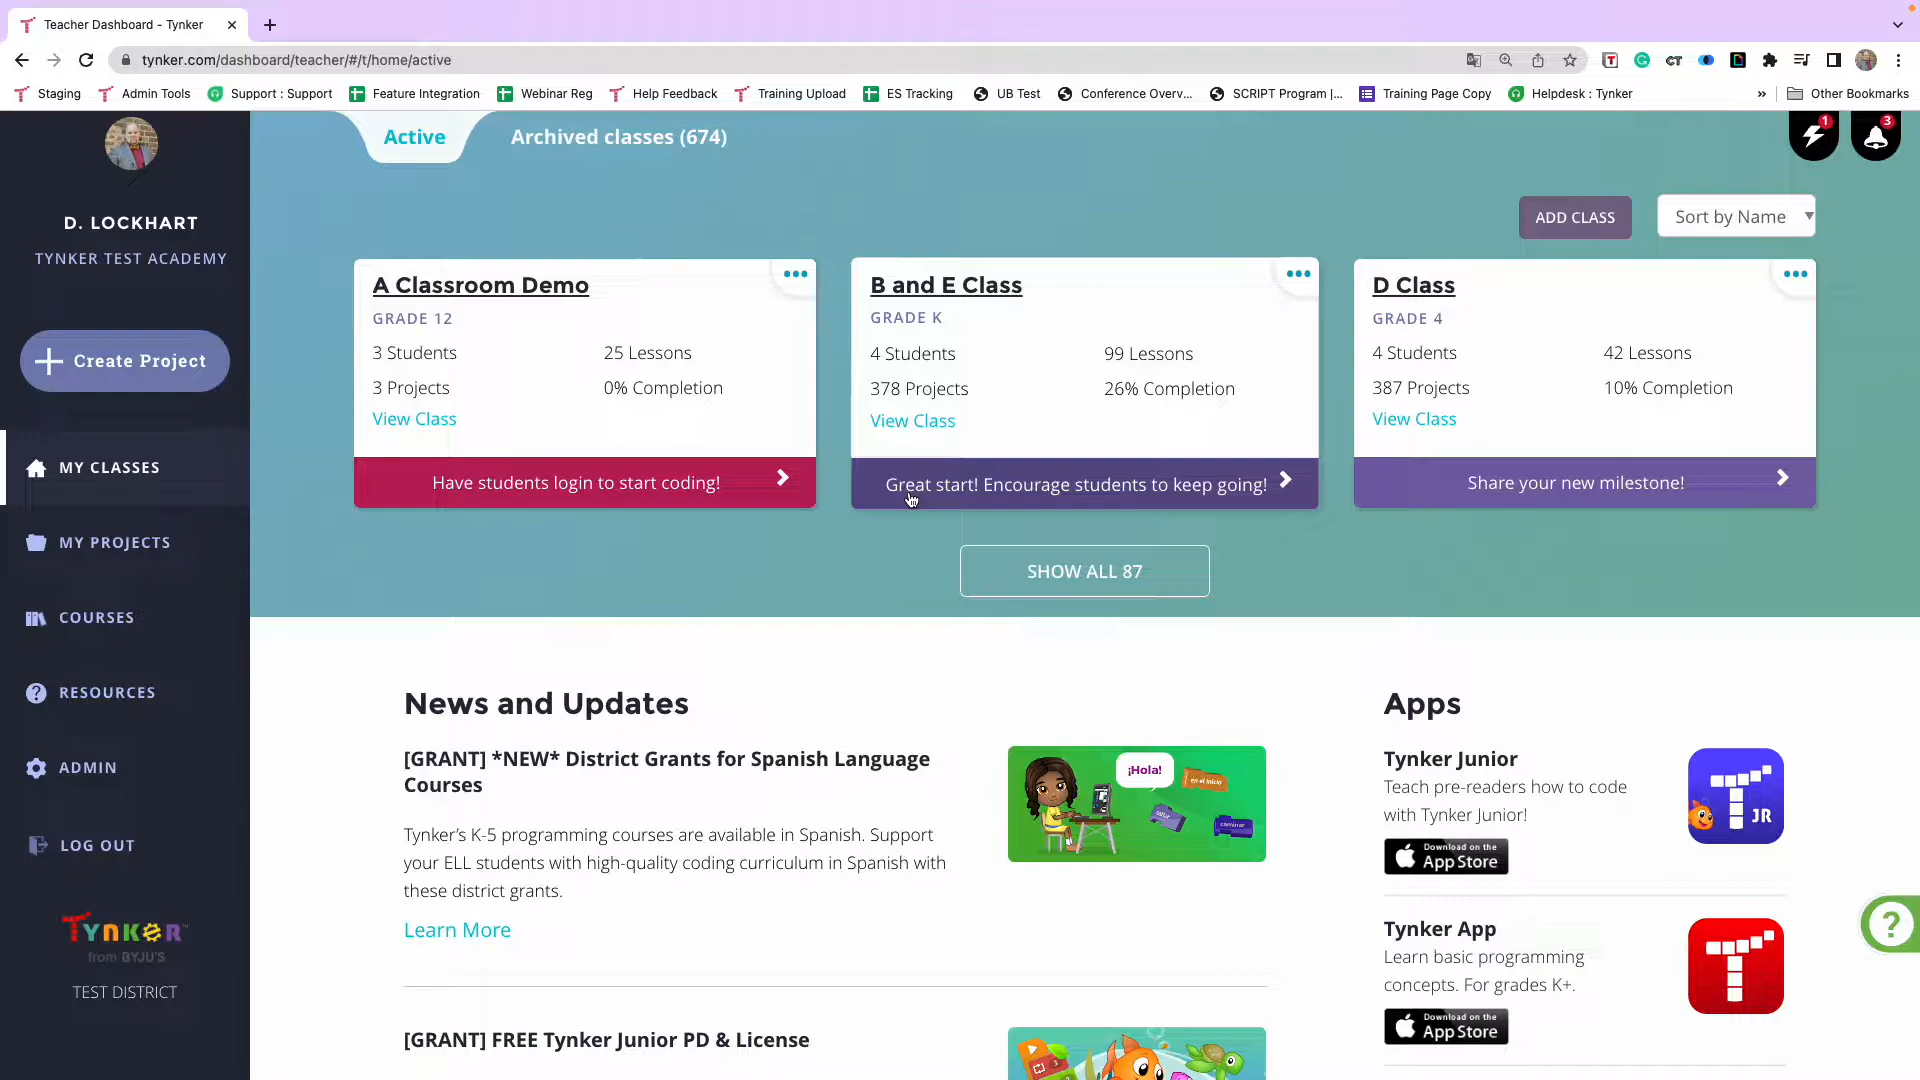 Teacher Dashboard - Tynker
tynker.com/dashboard/teacher/#/t/home/active
Staging
Admin Tools
Support : Support
Feature Integration
Webinar Reg
Help Feedback
Training Upload
ES Tracking
UB Test
Conference Overv...
SCRIPT Program |...
Training Page Copy
Helpdesk : Tynker
»
Other Bookmarks
D. LOCKHART
TYNKER TEST ACADEMY
Create Project
MY CLASSES
MY PROJECTS
COURSES
RESOURCES
ADMIN
LOG OUT
TYNKER™
from BYJU'S
TEST DISTRICT
Active
Archived classes (674)
1
3
ADD CLASS
Sort by Name
A Classroom Demo
GRADE 12
3 Students
25 Lessons
3 Projects
0% Completion
View Class
Have students login to start coding!
B and E Class
GRADE K
4 Students
99 Lessons
378 Projects
26% Completion
View Class
Great start! Encourage students to keep going!
D Class
GRADE 4
4 Students
42 Lessons
387 Projects
10% Completion
View Class
Share your new milestone!
SHOW ALL 87
News and Updates
[GRANT] *NEW* District Grants for Spanish Language
Courses
Tynker's K-5 programming courses are available in Spanish. Support
your ELL students with high-quality coding curriculum in Spanish with
these district grants.
Learn More
¡Hola!
en el inicio
caminar
[GRANT] FREE Tynker Junior PD & License
Apps
Tynker Junior
Teach pre-readers how to code
with Tynker Junior!
Download on the
App Store
JR
Tynker App
Learn basic programming
concepts. For grades K+.
Download on the
App Store
?